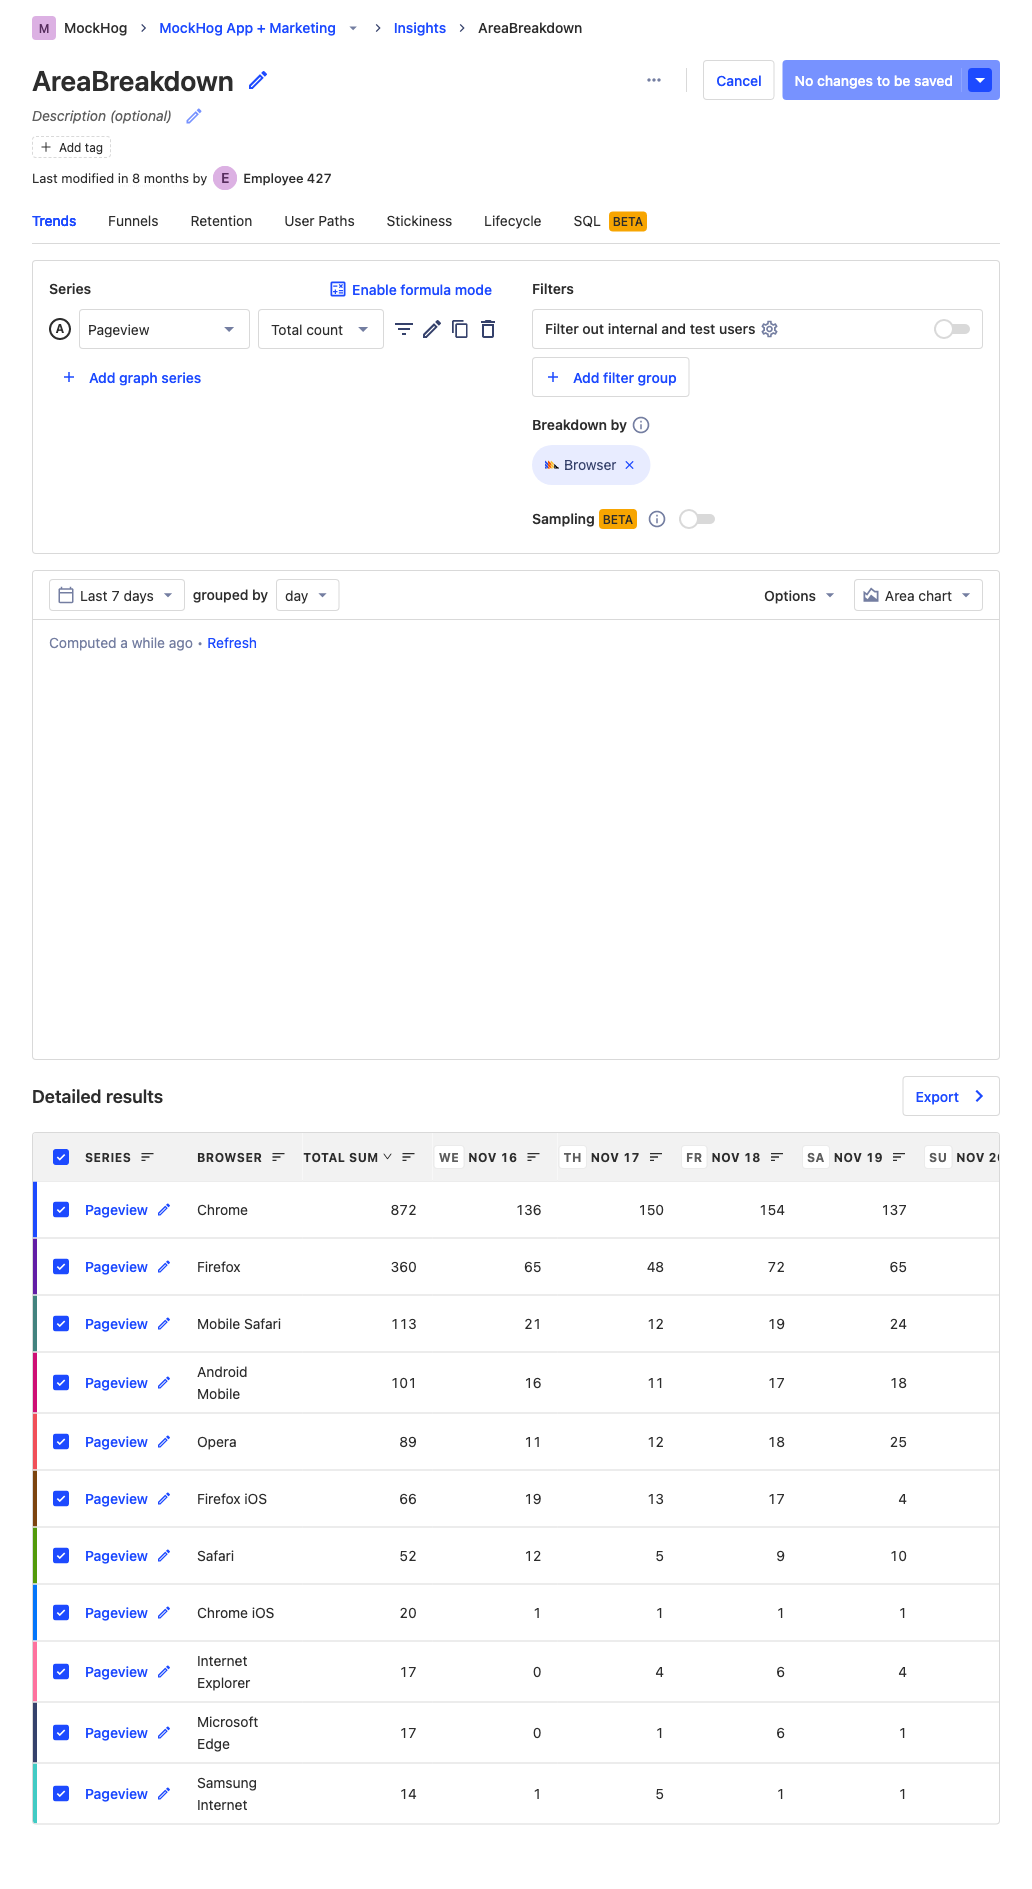 M MockHog MockHog App + Marketing Insights AreaBreakdown
AreaBreakdown
Cancel No changes to be saved
Description (optional)
+ Add tag
Last modified in 8 months by E Employee 427
Trends Funnels Retention User Paths Stickiness Lifecycle SQL BETA
Series Enable formula mode
A Pageview Total count
+ Add graph series
Filters
Filter out internal and test users
+ Add filter group
Breakdown by
Browser
Sampling BETA
Last 7 days grouped by day Options Area chart
Computed a while ago • Refresh
Detailed results Export
SERIES BROWSER TOTAL SUM WE NOV 16 TH NOV 17 FR NOV 18 SA NOV 19 SU NOV
Pageview Chrome 872 136 150 154 137
Pageview Firefox 360 65 48 72 65
Pageview Mobile Safari 113 21 12 19 24
Pageview Android Mobile 101 16 11 17 18
Pageview Opera 89 11 12 18 25
Pageview Firefox iOS 66 19 13 17 4
Pageview Safari 52 12 5 9 10
Pageview Chrome iOS 20 1 1 1 1
Pageview Internet Explorer 17 0 4 6 4
Pageview Microsoft Edge 17 0 1 6 1
Pageview Samsung Internet 14 1 5 1 1